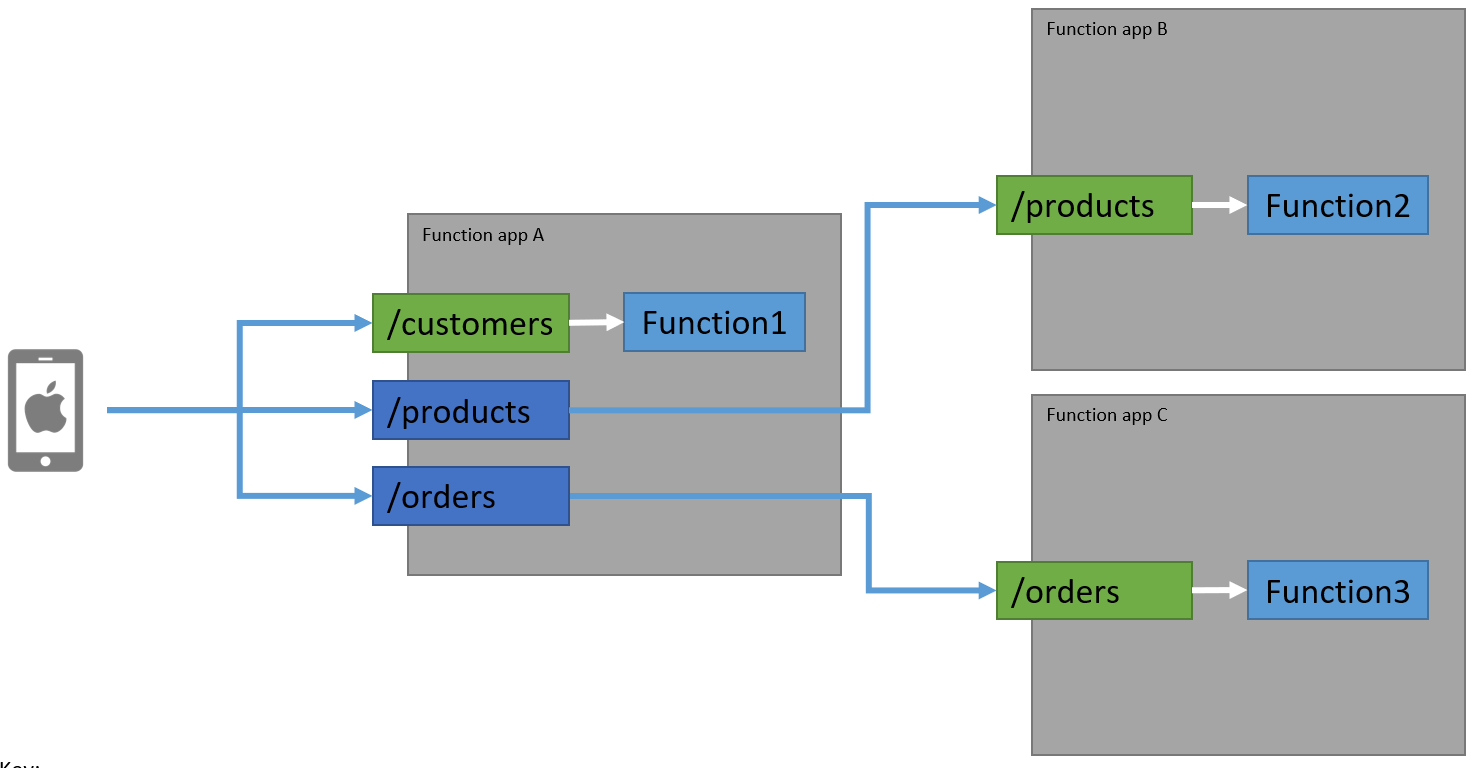 Function app B
/products
Function2
Function app A
/customers
Function1
/products
/orders
Function app C
/orders
Function3
Key: